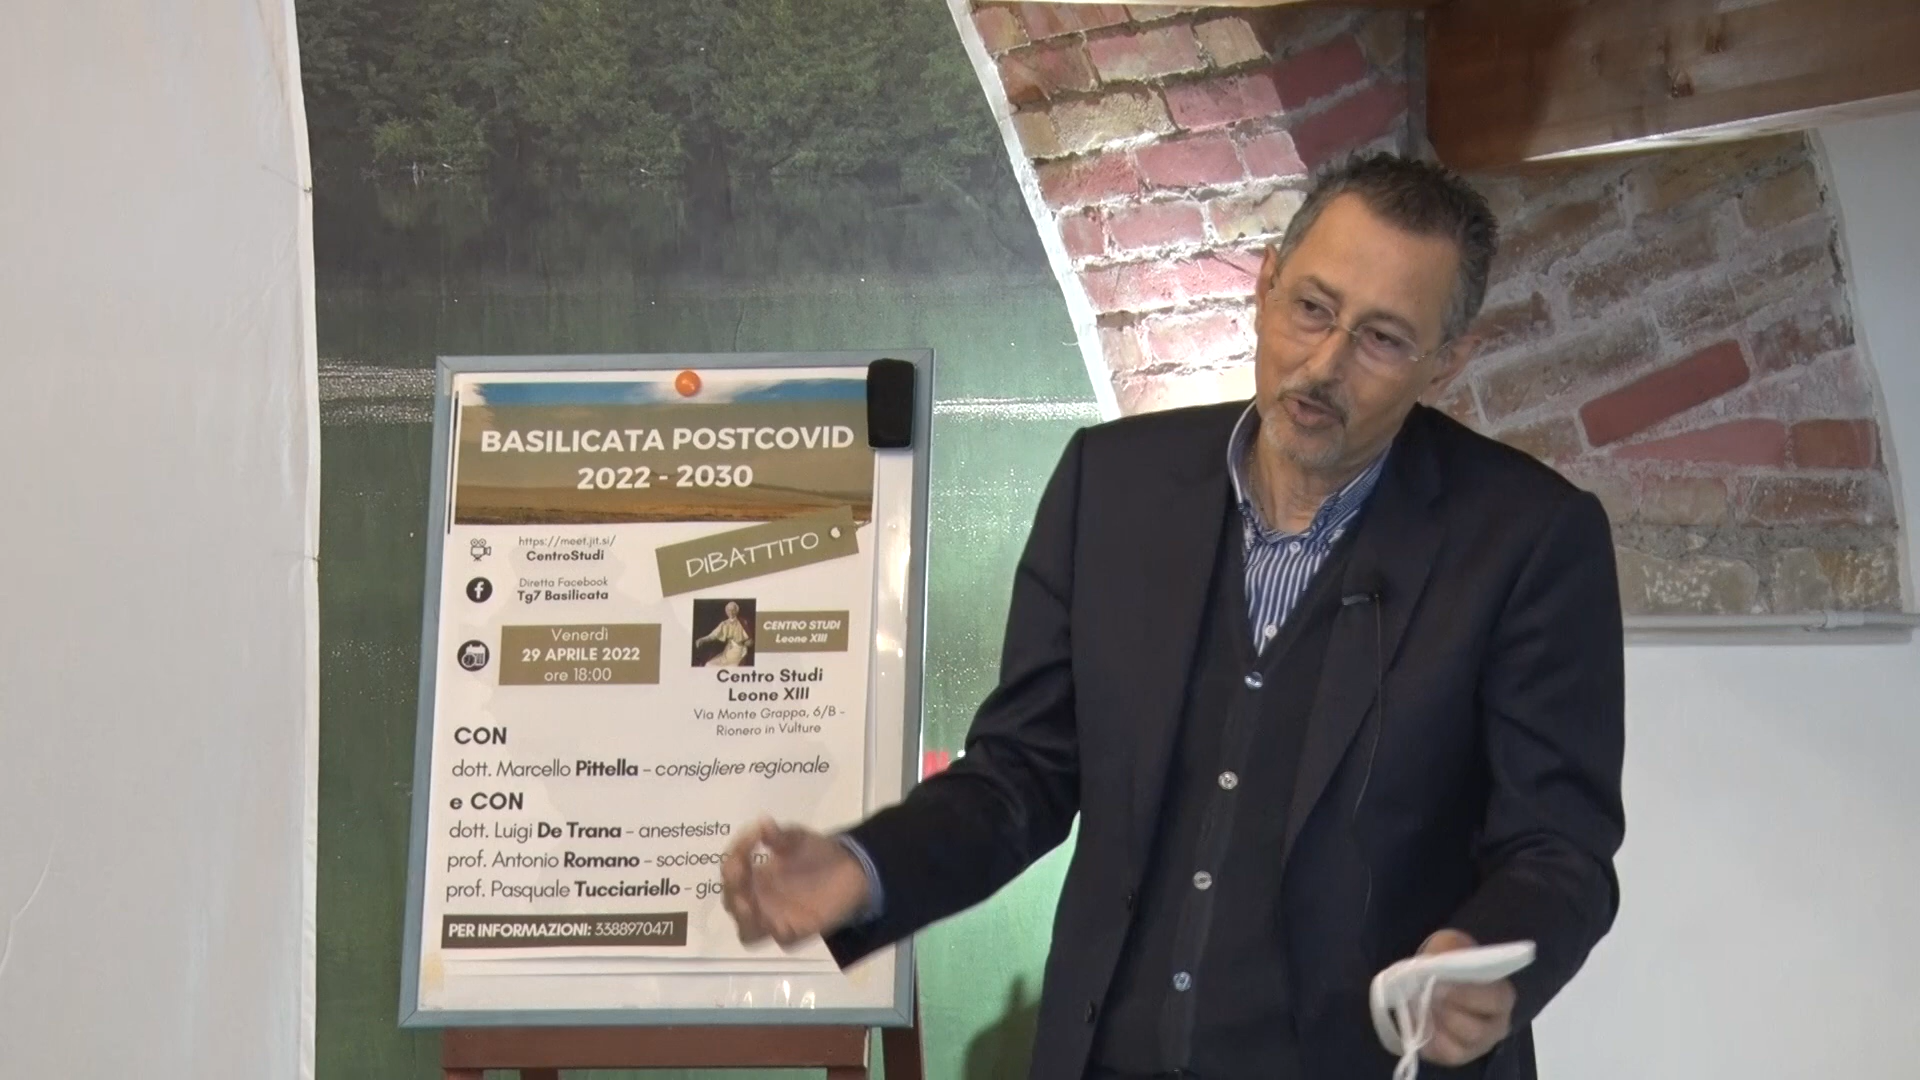 BASILICATA POSTCOVID
2022 - 2030
https://meet.jit.si/
CentroStudi
DIBATTITO
Diretta Facebook
Tg7 Basilicata
Venerdì
29 APRILE 2022
ore 18:00
CENTRO STUDI
Leone XIII
Centro Studi
Leone XIII
Via Monte Grappa, 6/B -
Rionero in Vulture
CON
dott. Marcello Pittella - consigliere regionale
e CON
dott. Luigi De Trana - anestesista
prof. Antonio Romano -
prof. Pasquale Tucciariello -
PER INFORMAZIONI: 3388970471